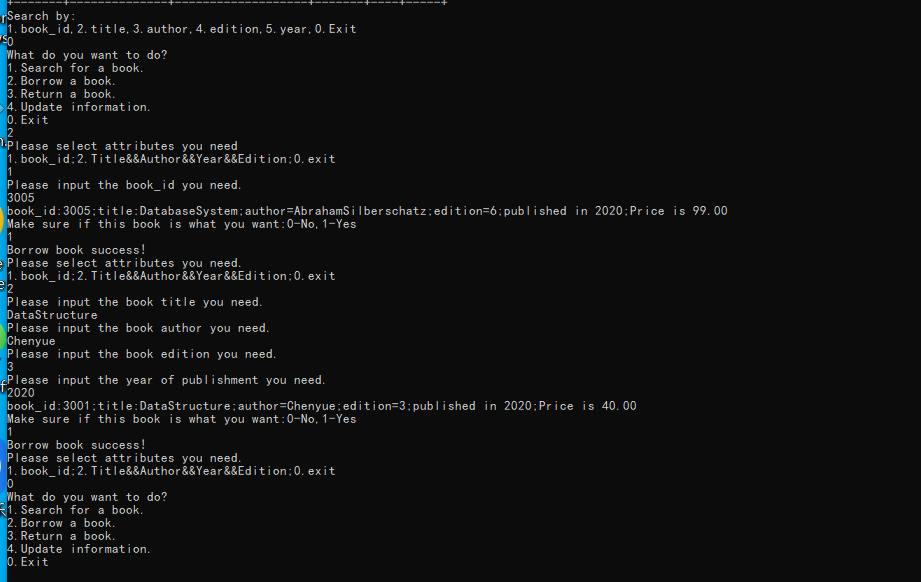 Search by:
1.book_id,2.title,3.author,4.edition,5.year,0.Exit
0
What do you want to do?
1.Search for a book.
2.Borrow a book.
3.Return a book.
4.Update information.
0.Exit
2
Please select attributes you need
1.book_id;2.Title&&Author&&Year&&Edition;0.exit
1
Please input the book_id you need.
3005
book_id:3005;title:DatabaseSystem;author=AbrahamSilberschatz;edition=6;published in 2020;Price is 99.00
Make sure if this book is what you want:0-No,1-Yes
1
Borrow book success!
Please select attributes you need.
1.book_id;2.Title&&Author&&Year&&Edition;0.exit
2
Please input the book title you need.
DataStructure
Please input the book author you need.
Chenyue
Please input the book edition you need.
3
Please input the year of publishment you need.
2020
book_id:3001;title:DataStructure;author=Chenyue;edition=3;published in 2020;Price is 40.00
Make sure if this book is what you want:0-No,1-Yes
1
Borrow book success!
Please select attributes you need.
1.book_id;2.Title&&Author&&Year&&Edition;0.exit
0
What do you want to do?
1.Search for a book.
2.Borrow a book.
3.Return a book.
4.Update information.
0.Exit